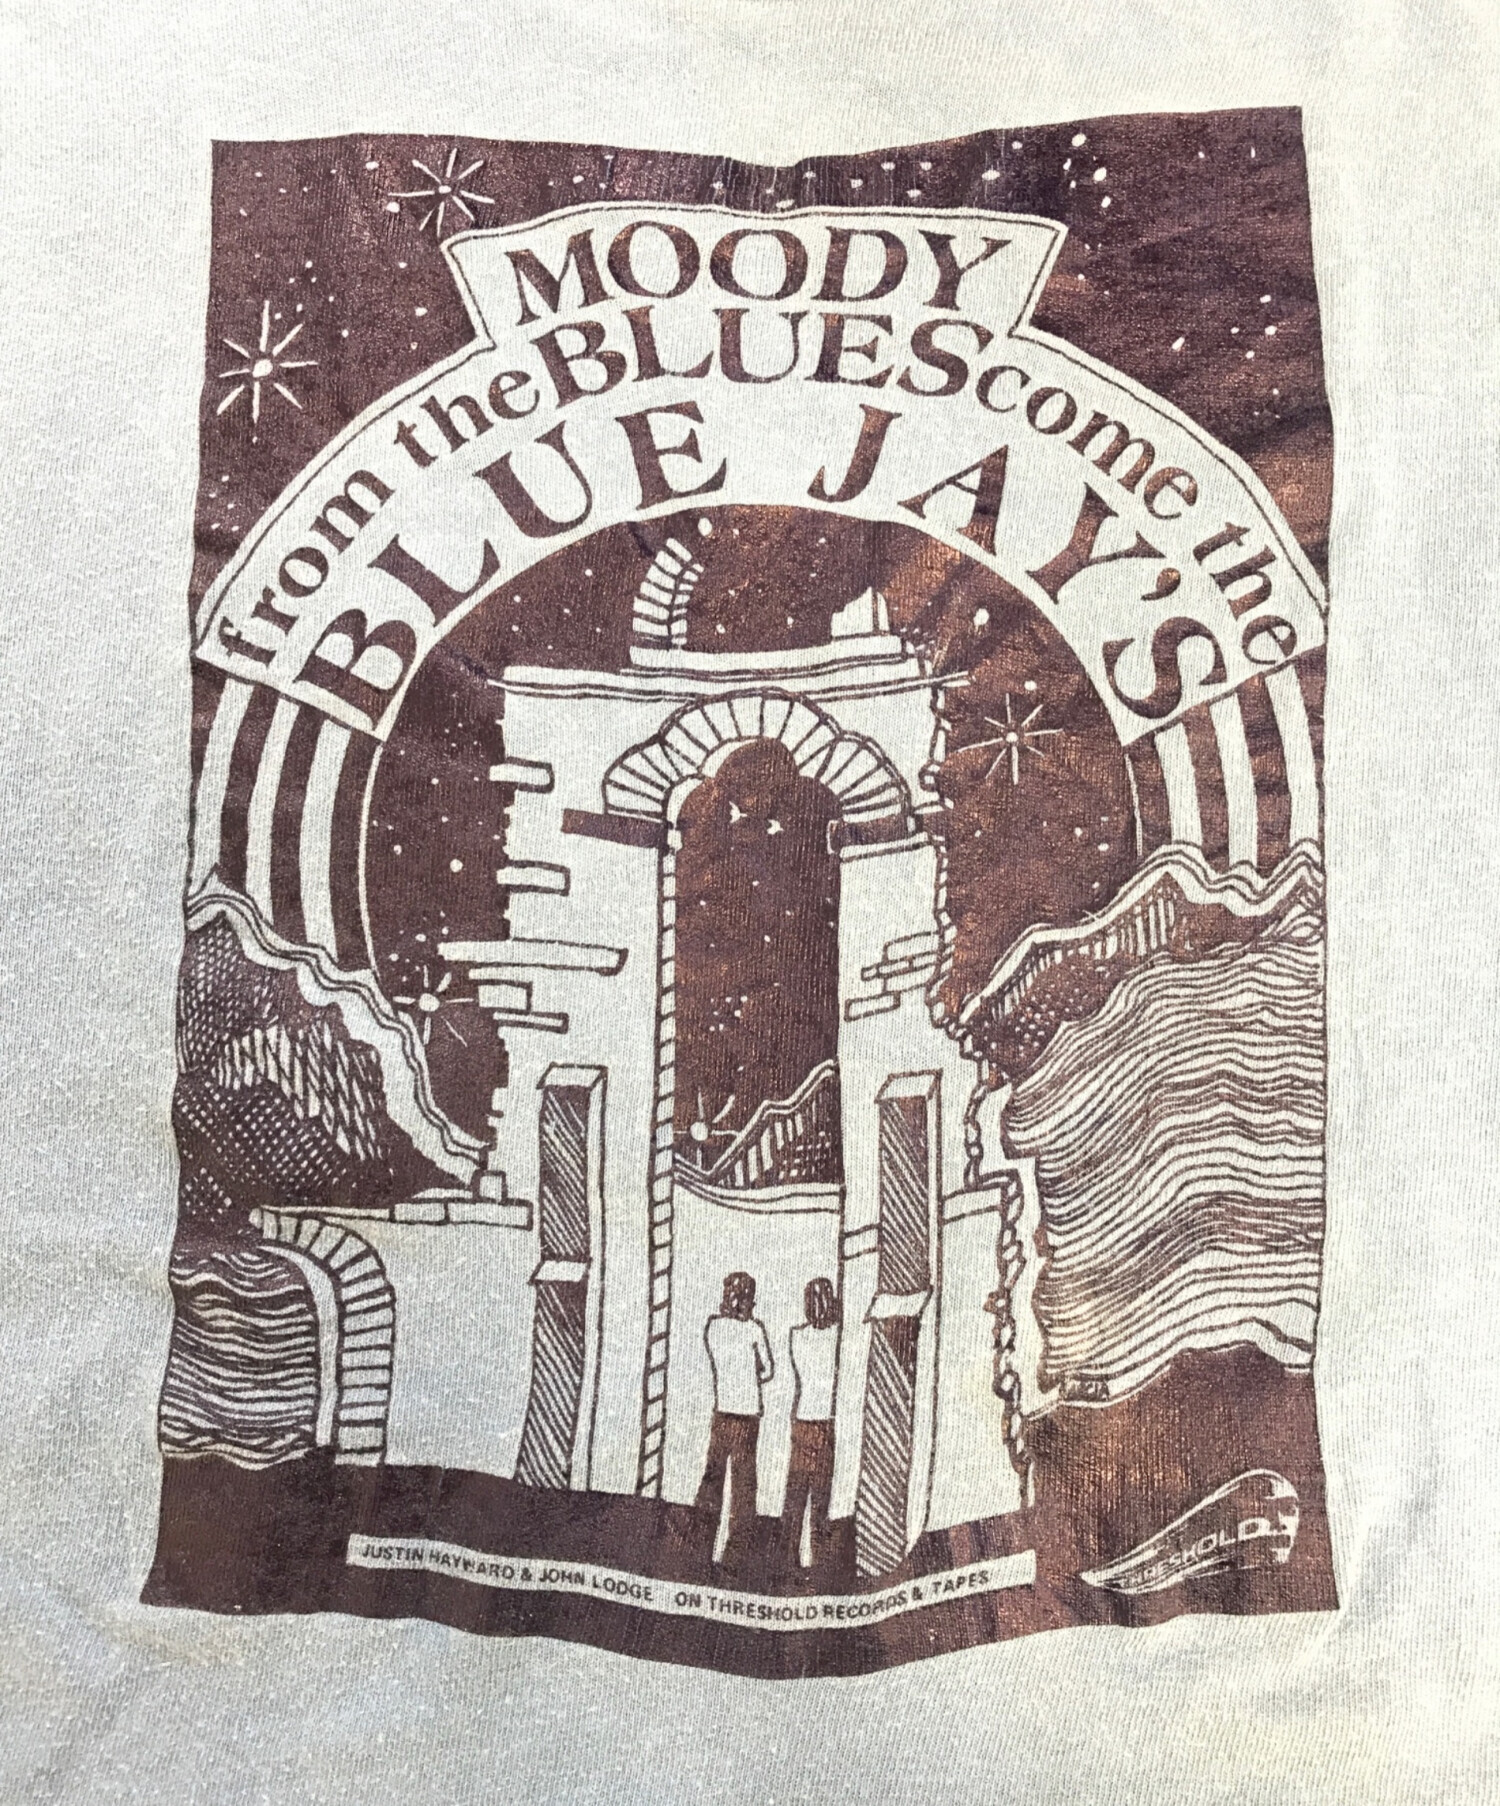 MOODY
from the BLUES come the
BLUE JAY'S
JUSTIN HAYWARD & JOHN LODGE ON THRESHOLD RECORDS & TAPES
THRESHOLD